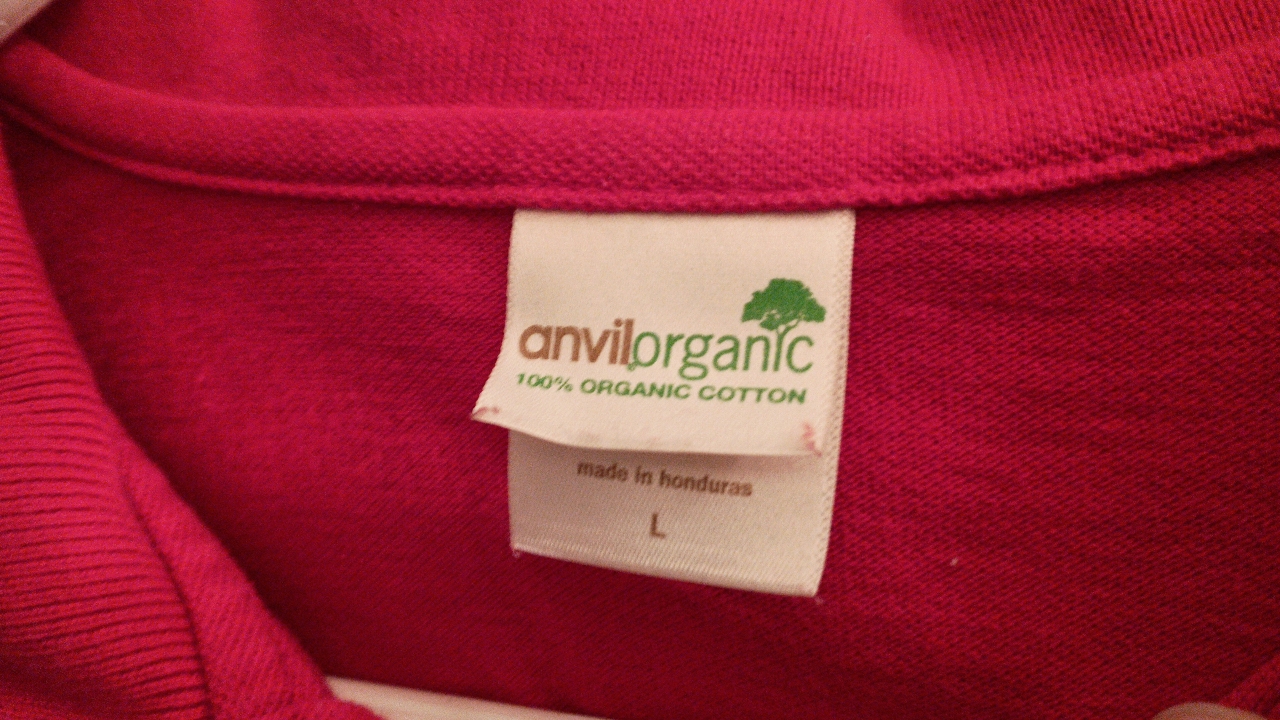 anvilorganic
100% ORGANIC COTTON
made in honduras
L